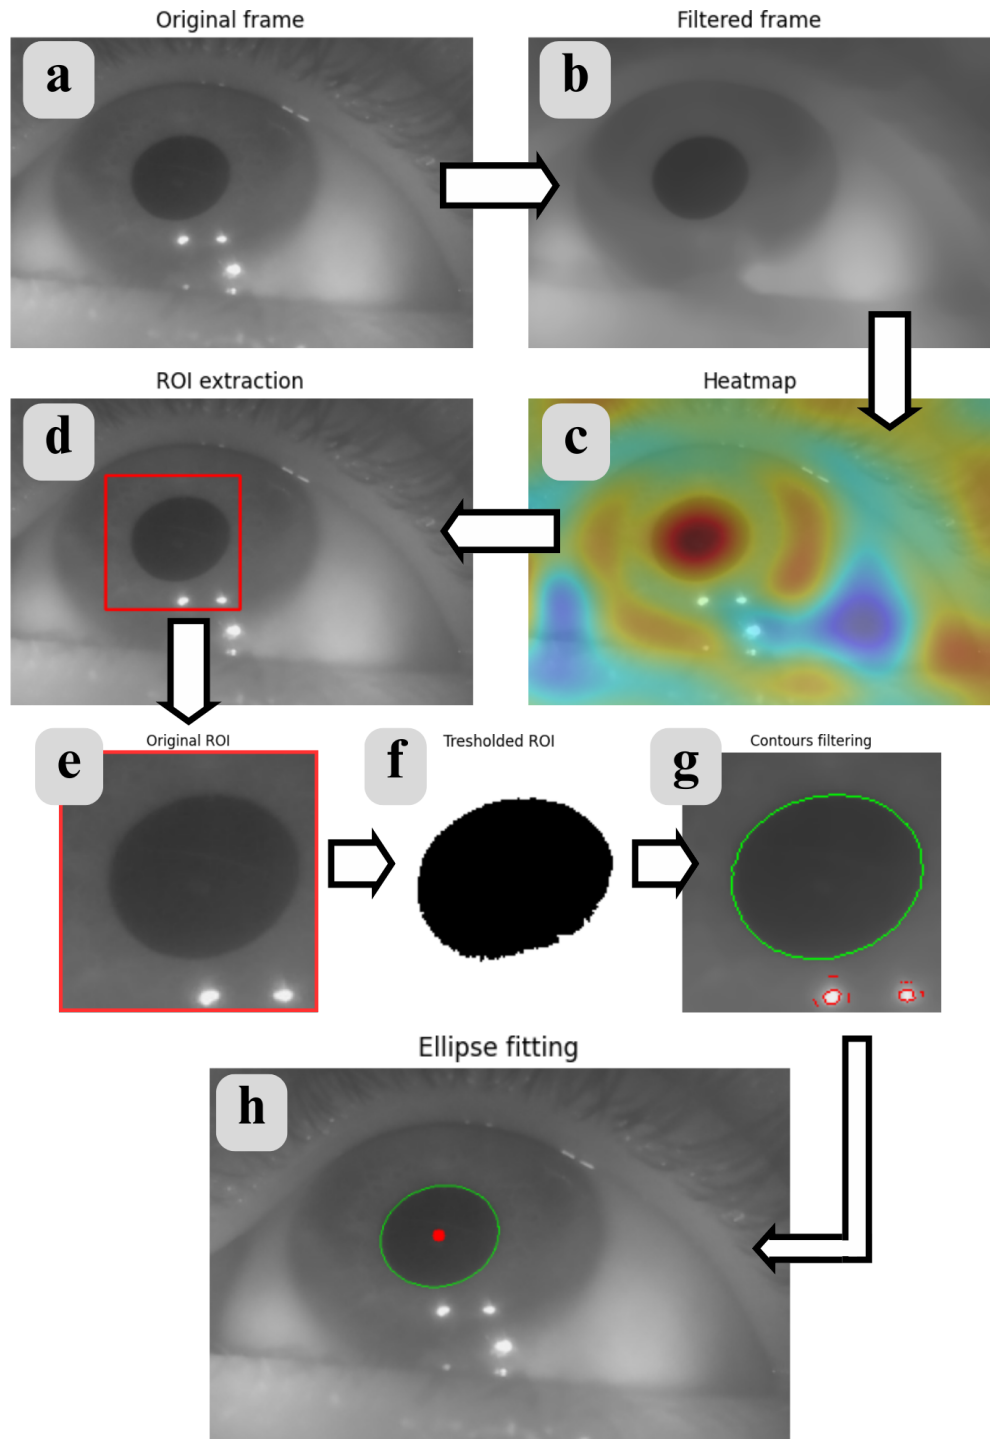 Original frame
Filtered frame
a
b
ROI extraction
Heatmap
d
c
Original ROI
Tresholded ROI
Contours filtering
e
f
g
Ellipse fitting
h